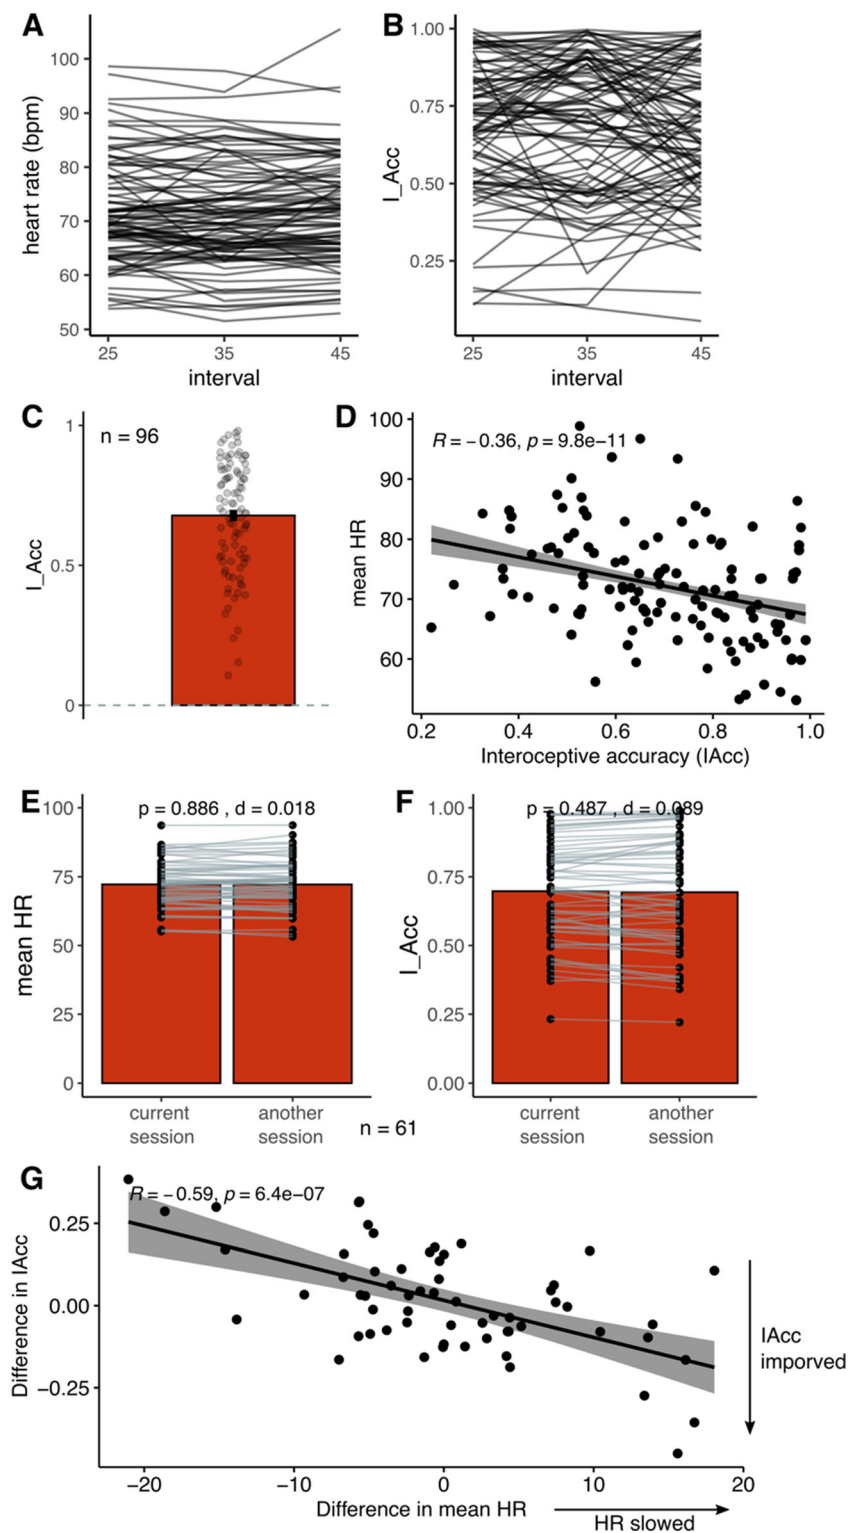 A
B
heart rate (bpm)
100
90
80
70
60
50
25
35
45
interval
I_Acc
1.00
0.75
0.50
0.25
25
35
45
interval
C
D
n = 96
I_Acc
1
0.5
0
R = −0.36, p = 9.8e−11
mean HR
100
90
80
70
60
0.2
0.4
0.6
0.8
1.0
Interoceptive accuracy (IAcc)
E
F
p = 0.886 , d = 0.018
mean HR
100
75
50
25
0
current session
another session
n = 61
p = 0.487 , d = 0.089
I_Acc
1.00
0.75
0.50
0.25
0.00
current session
another session
G
R = −0.59, p = 6.4e−07
Difference in IAcc
0.25
0.00
−0.25
−20
−10
0
10
20
Difference in mean HR
HR slowed
IAcc
imporved